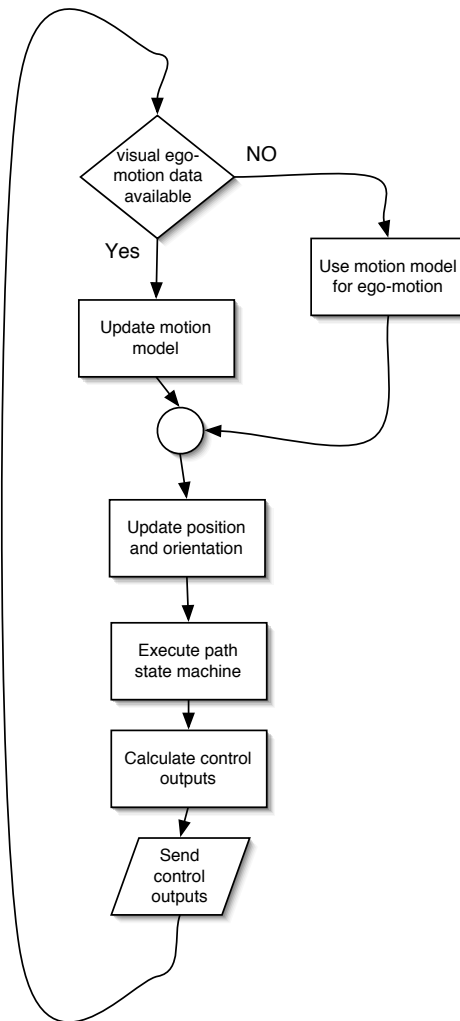 visual ego-
motion data
available
NO
Yes
Use motion model
for ego-motion
Update motion
model
Update position
and orientation
Execute path
state machine
Calculate control
outputs
Send
control
outputs